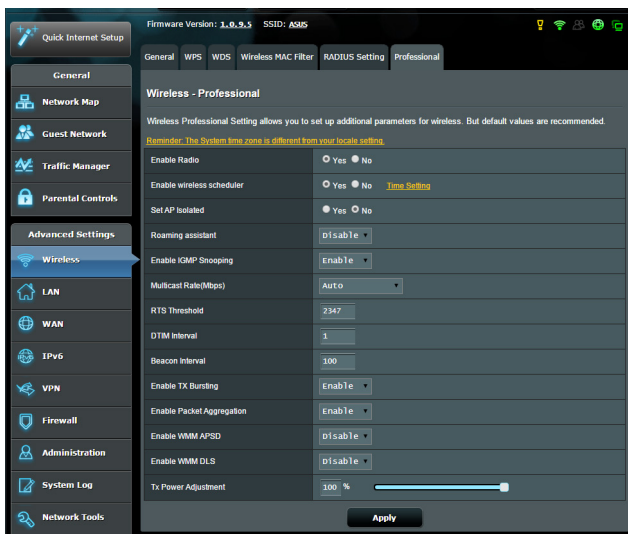 Quick Internet Setup
General
Network Map
Guest Network
Traffic Manager
Parental Controls
Advanced Settings
Wireless
LAN
WAN
IPv6
VPN
Firewall
Administration
System Log
Network Tools
Firmware Version: 1.0.9.5 SSID: ASUS
General WPS WDS Wireless MAC Filter RADIUS Setting Professional
Wireless - Professional
Wireless Professional Setting allows you to set up additional parameters for wireless. But default values are recommended.
Reminder: The System time zone is different from your locale setting.
Enable Radio Yes No
Enable wireless scheduler Yes No Time Setting
Set AP Isolated Yes No
Roaming assistant Disable
Enable IGMP Snooping Enable
Multicast Rate(Mbps) Auto
RTS Threshold 2347
DTIM Interval 1
Beacon Interval 100
Enable TX Bursting Enable
Enable Packet Aggregation Enable
Enable WMM APSD Disable
Enable WMM DLS Disable
Tx Power Adjustment 100 %
Apply